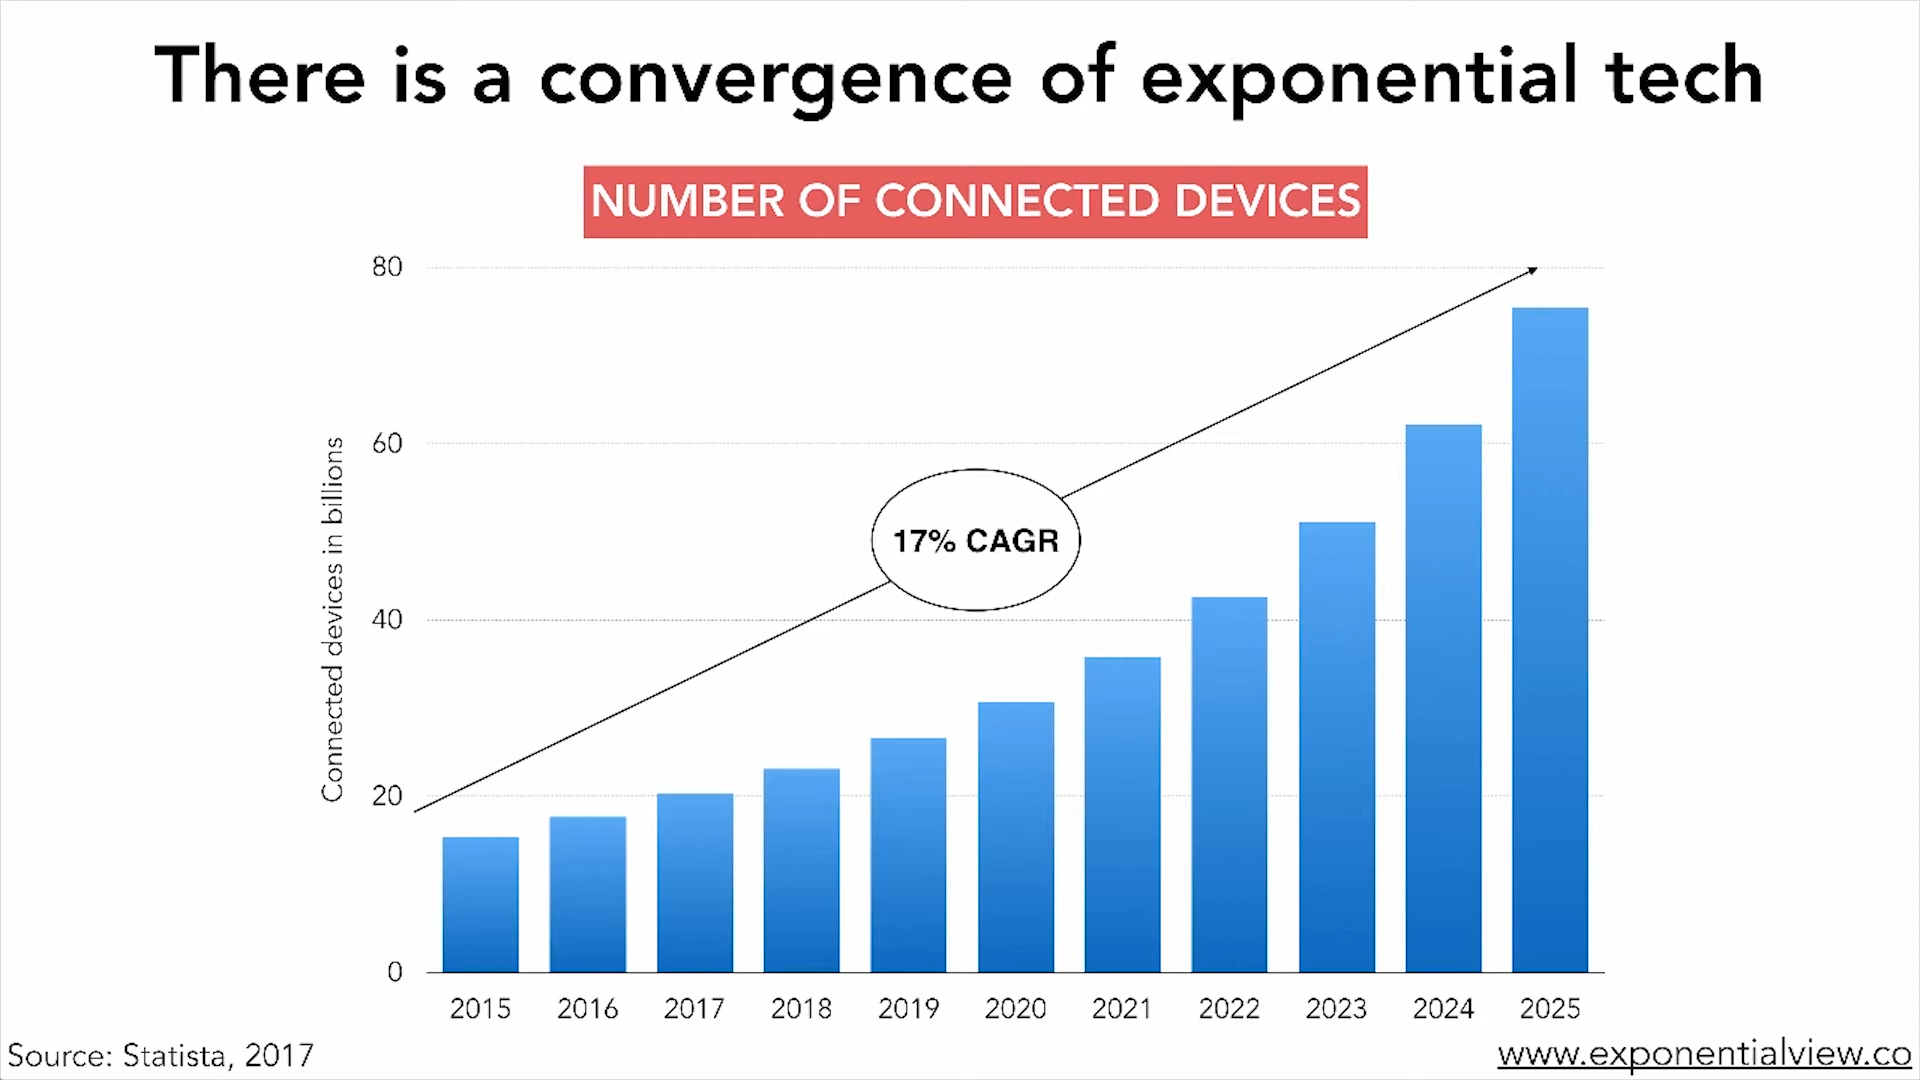 There is a convergence of exponential tech
NUMBER OF CONNECTED DEVICES
80
60
40
20
0
Connected devices in billions
17% CAGR
2015 2016 2017 2018 2019 2020 2021 2022 2023 2024 2025
Source: Statista, 2017
www.exponentialview.co